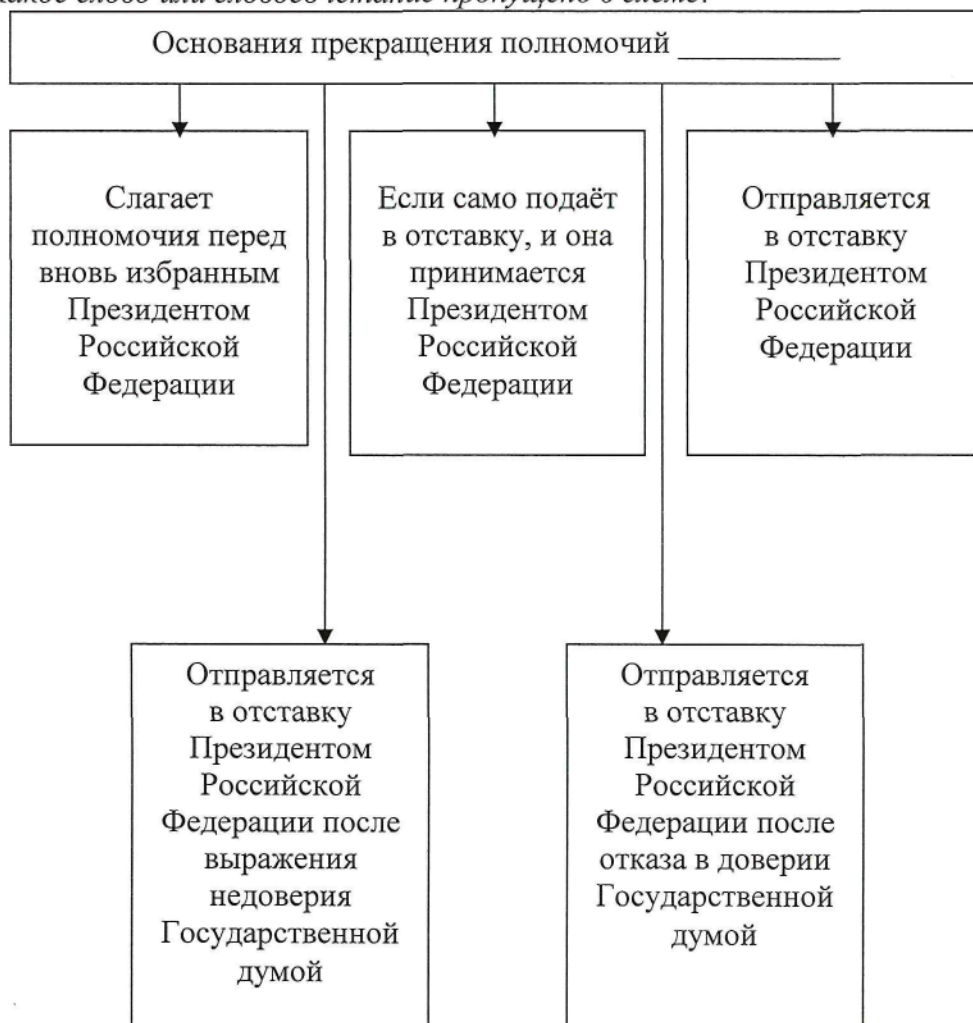 Основания прекращения полномочий ___________
Слагает
полномочия перед
вновь избранным
Президентом
Российской
Федерации
Если само подаёт
в отставку, и она
принимается
Президентом
Российской
Федерации
Отправляется
в отставку
Президентом
Российской
Федерации
Отправляется
в отставку
Президентом
Российской
Федерации после
выражения
недоверия
Государственной
думой
Отправляется
в отставку
Президентом
Российской
Федерации после
отказа в доверии
Государственной
думой